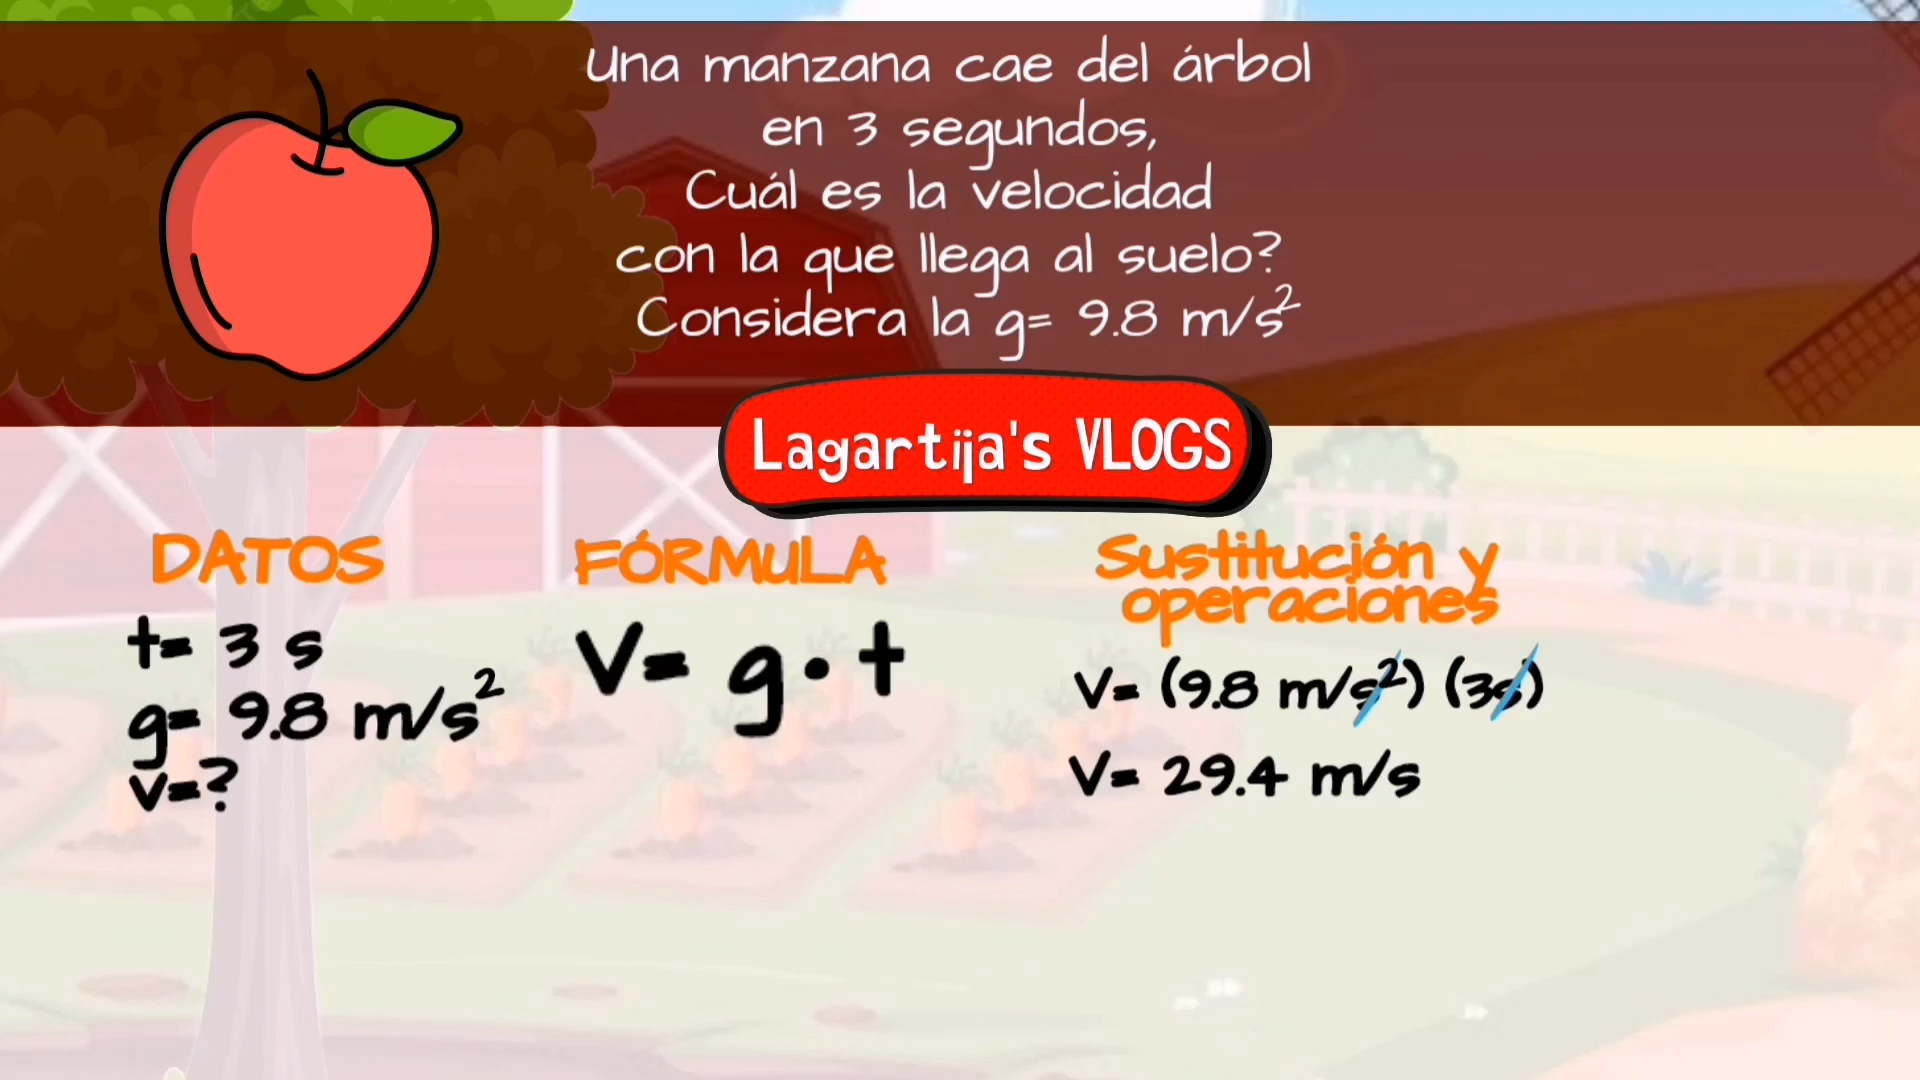 Una manzana cae del árbol
en 3 segundos,
Cuál es la velocidad
con la que llega al suelo?
Considera la g= 9.8 m/s²
Lagartija's VLOGS
DATOS
t= 3 s
g= 9.8 m/s²
v=?
FÓRMULA
V= g • t
Sustitución y
operaciones
V= (9.8 m/s²) (3s)
V= 29.4 m/s